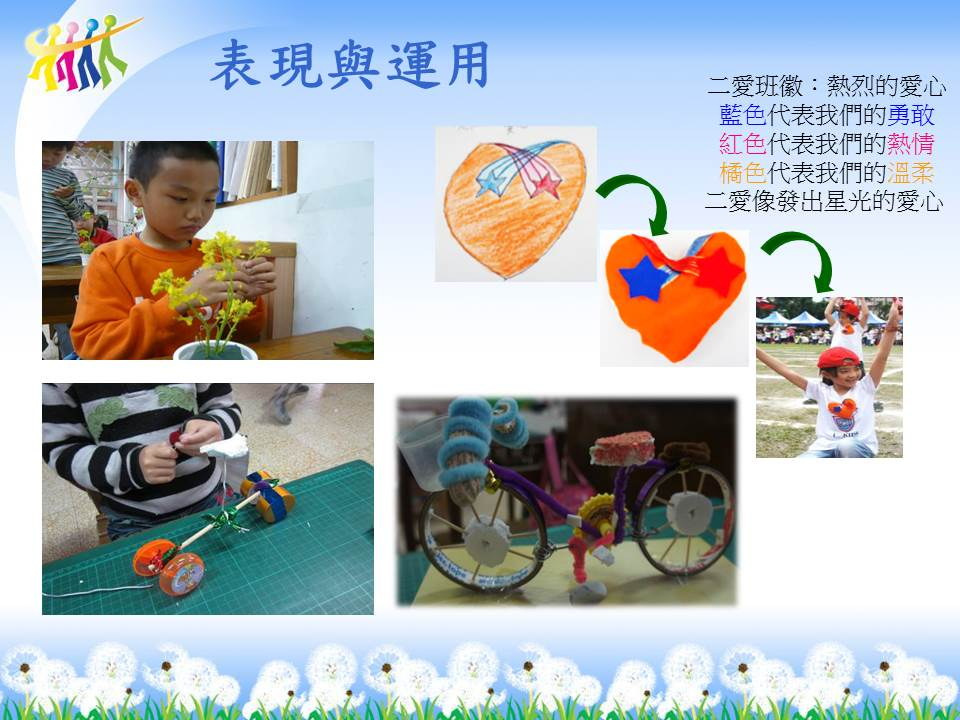 表現與運用
二愛班徽：熱烈的愛心
藍色代表我們的勇敢
紅色代表我們的熱情
橘色代表我們的溫柔
二愛像發出星光的愛心